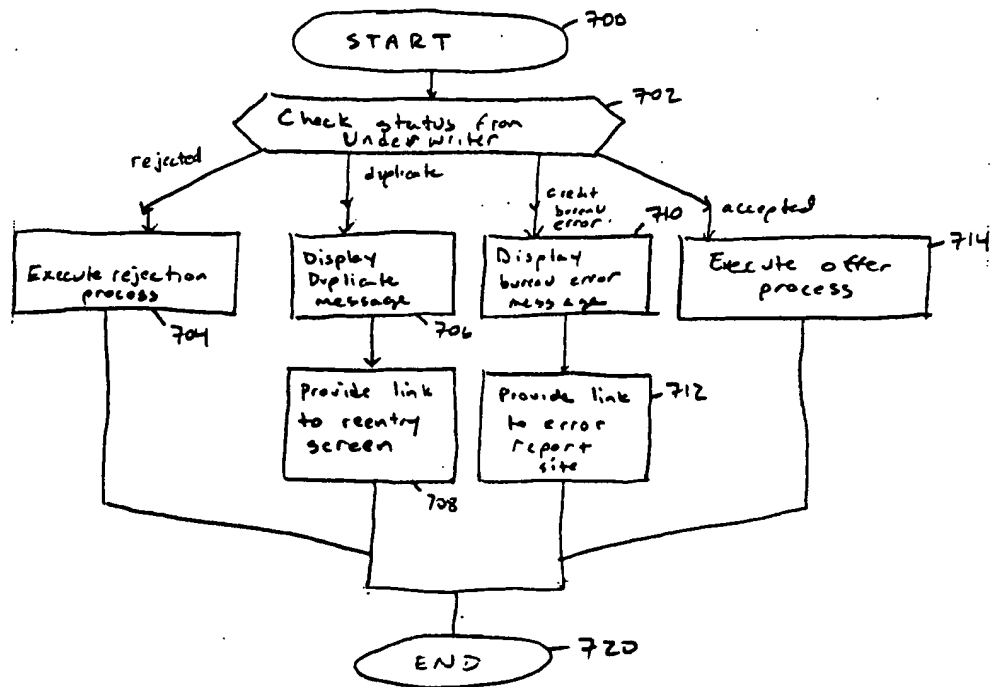 START
700
Check status from
Underwriter
702
rejected
duplicate
credit
bureau
error
accepted
Execute rejection
process
704
Display
Duplicate
message
706
710
Display
bureau error
message
Execute offer
process
714
Provide link
to reentry
screen
708
Provide link
to error
report
site
712
END
720